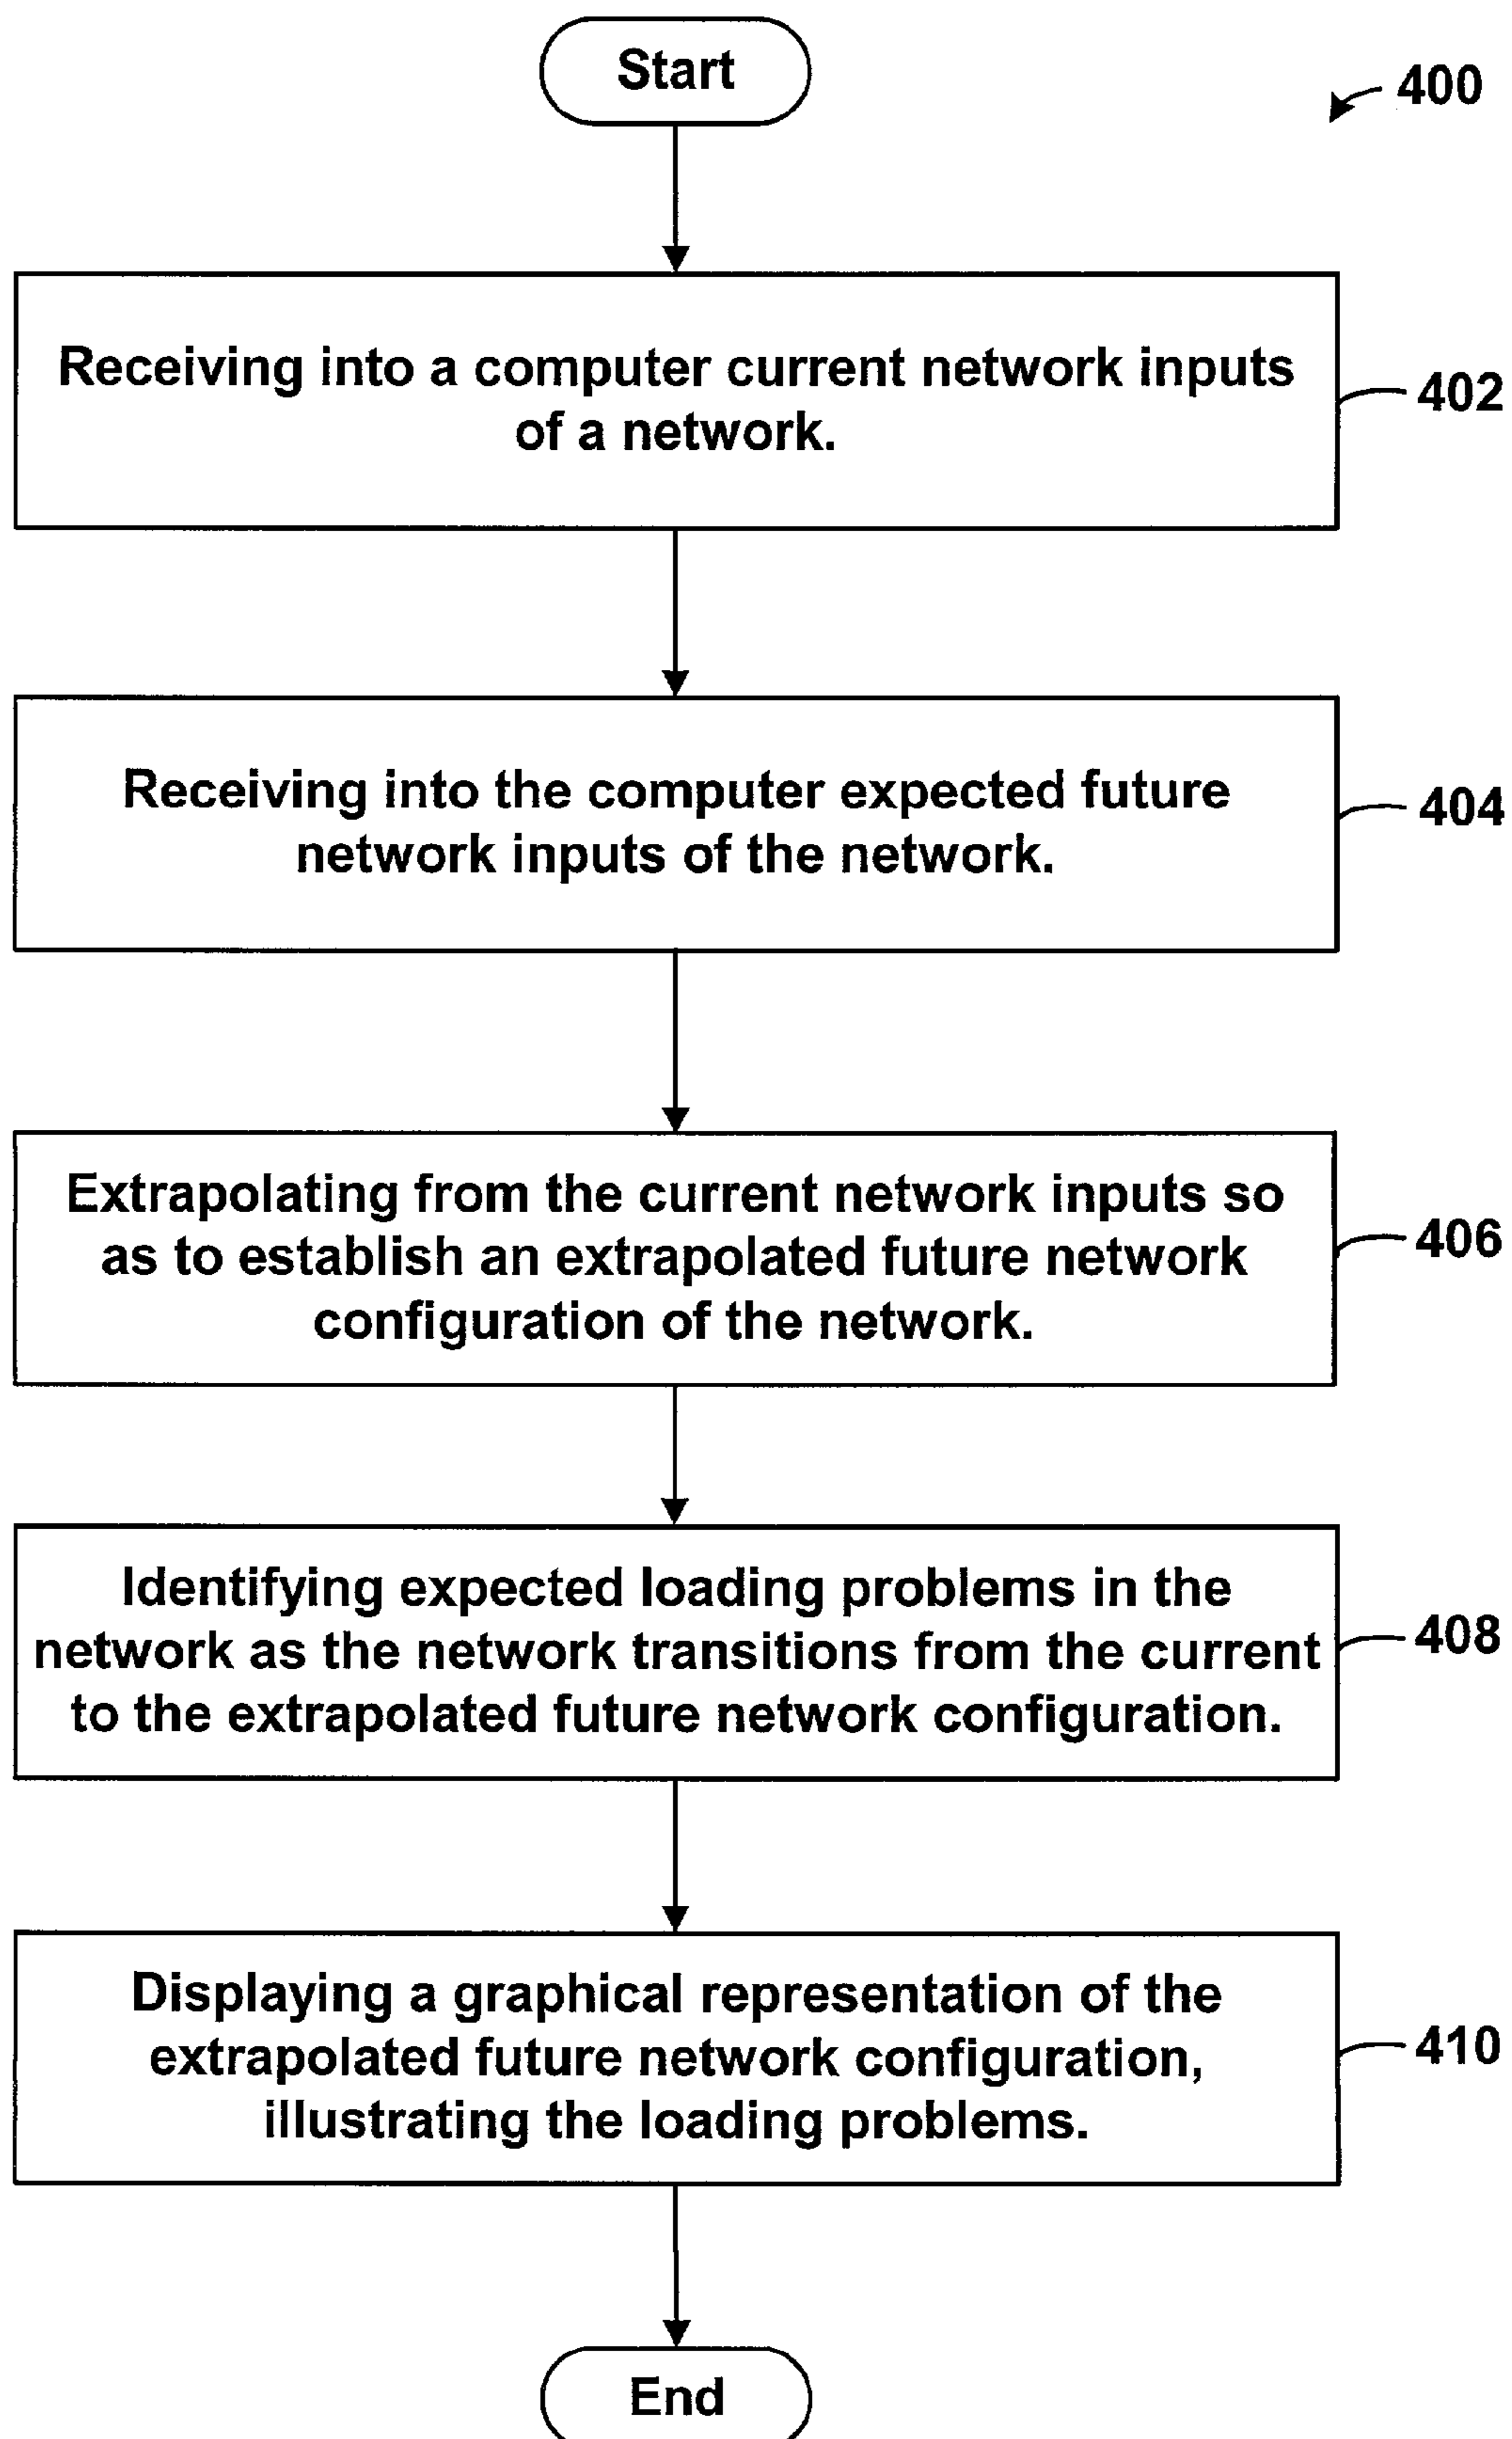 Start
400
Receiving into a computer current network inputs
of a network.
402
Receiving into the computer expected future
network inputs of the network.
404
Extrapolating from the current network inputs so
as to establish an extrapolated future network
configuration of the network.
406
Identifying expected loading problems in the
network as the network transitions from the current
to the extrapolated future network configuration.
408
Displaying a graphical representation of the
extrapolated future network configuration,
illustrating the loading problems.
410
End